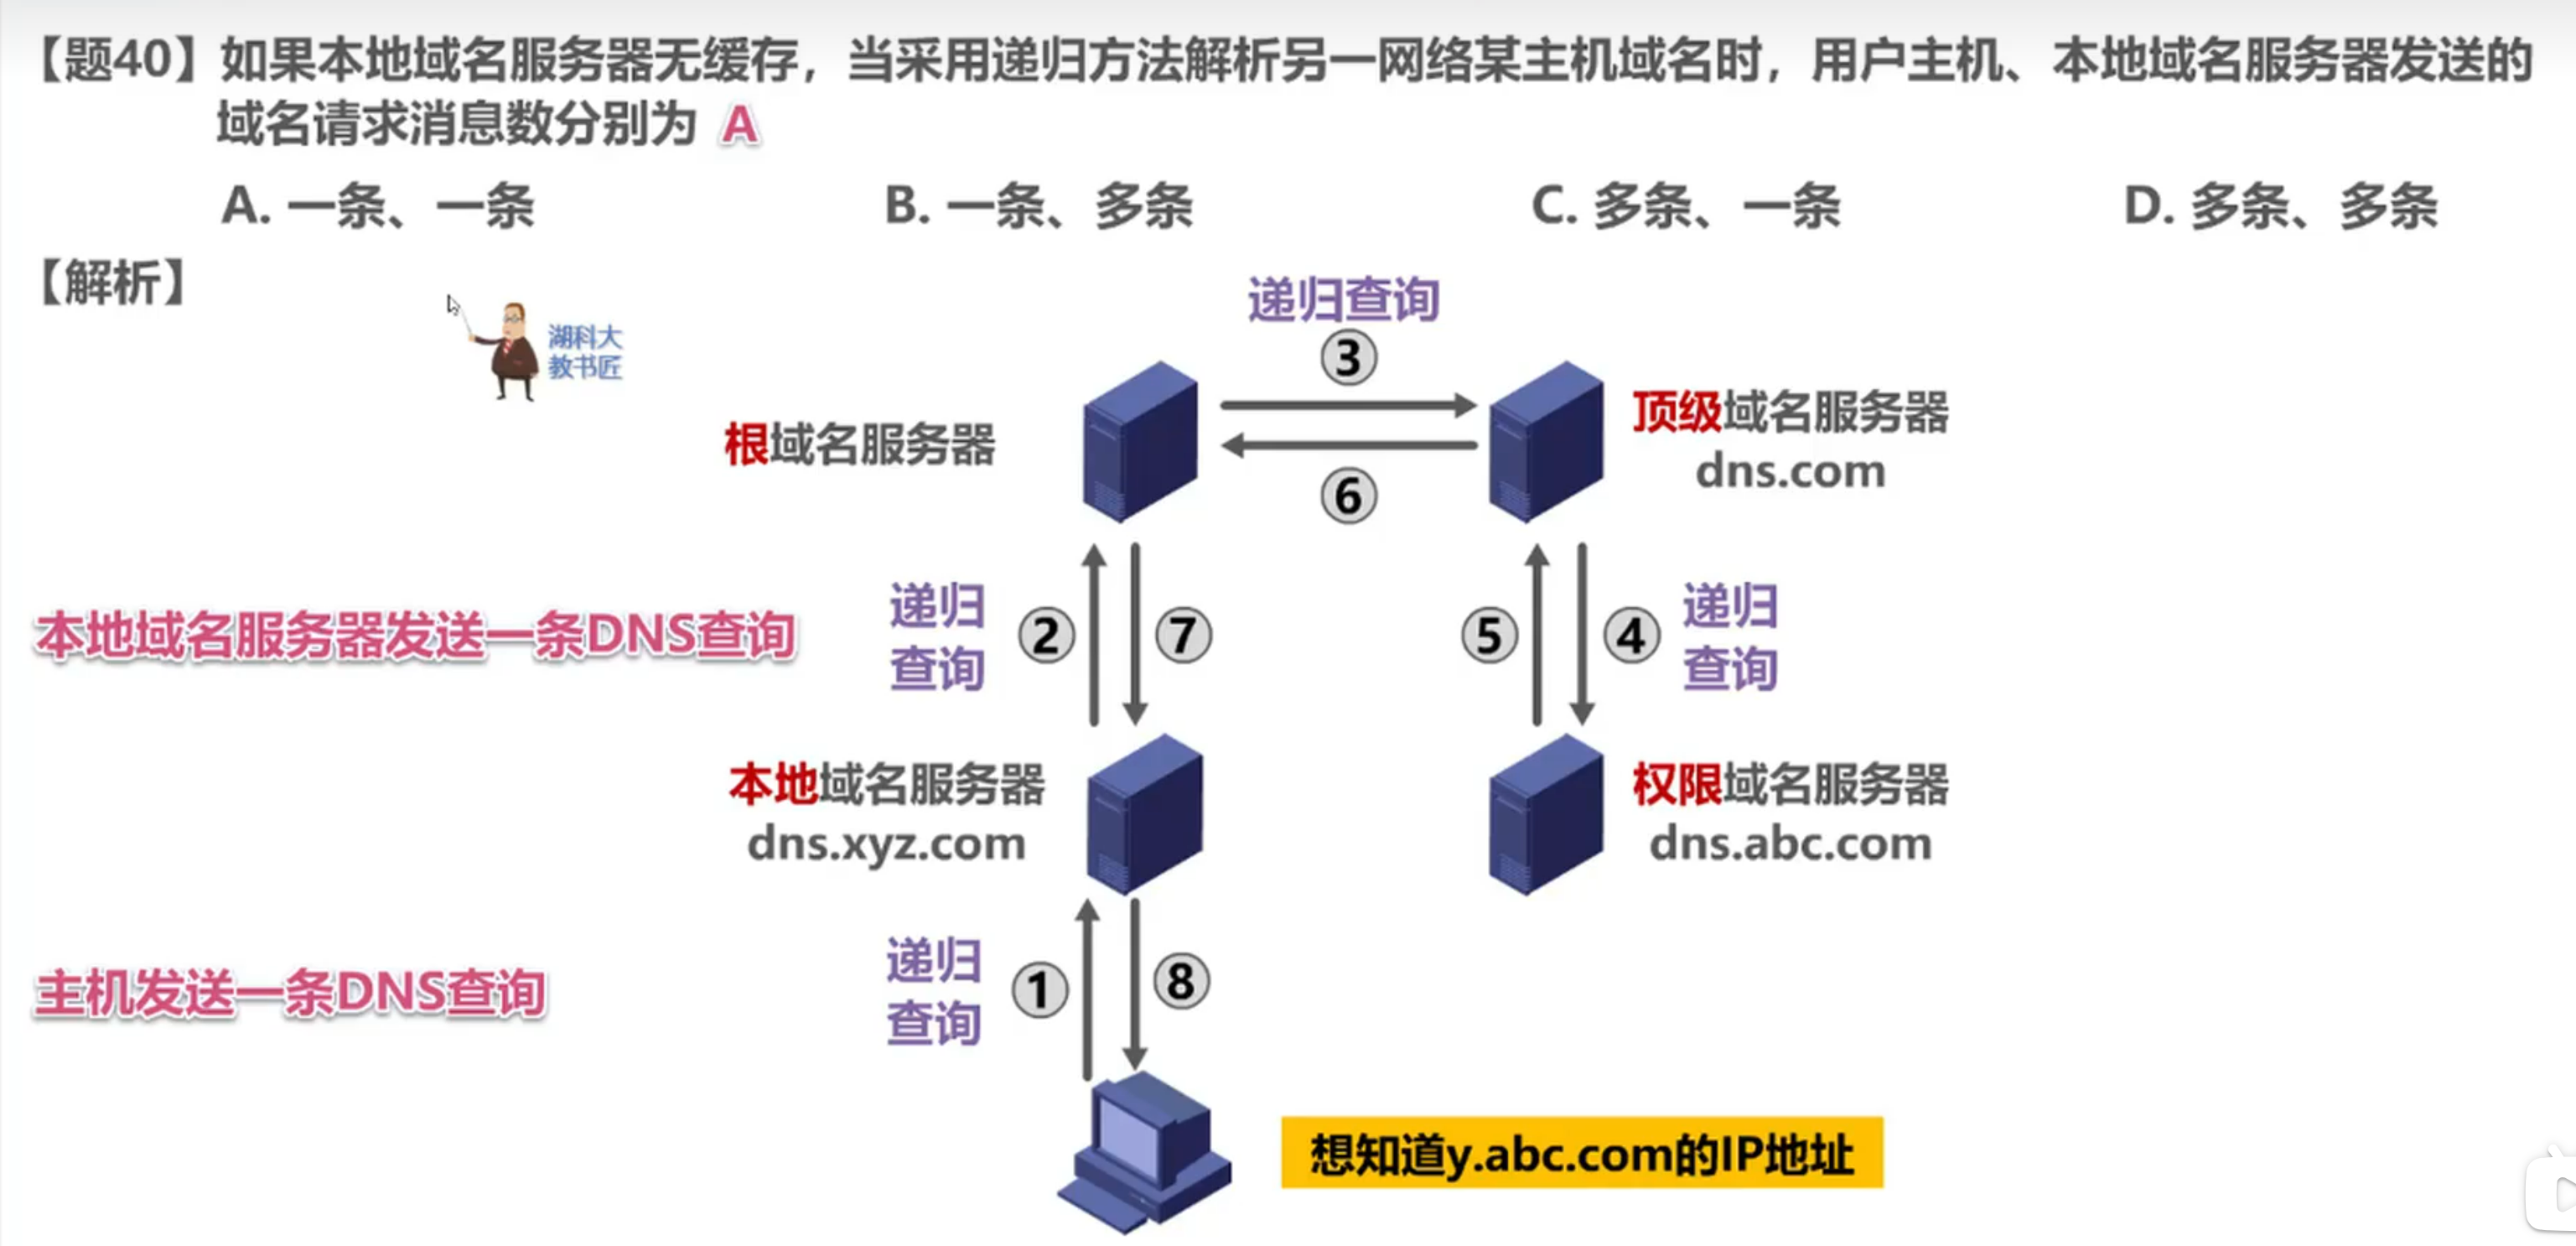 【题40】如果本地域名服务器无缓存，当采用递归方法解析另一网络某主机域名时，用户主机、本地域名服务器发送的
域名请求消息数分别为 A
A. 一条、一条
B. 一条、多条
C. 多条、一条
D. 多条、多条
【解析】
湖科大
教书匠
递归查询
③
根域名服务器
顶级域名服务器
dns.com
⑥
本地域名服务器发送一条DNS查询
递归
查询
②
⑦
⑤
④
递归
查询
本地域名服务器
dns.xyz.com
权限域名服务器
dns.abc.com
主机发送一条DNS查询
递归
查询
①
⑧
想知道y.abc.com的IP地址